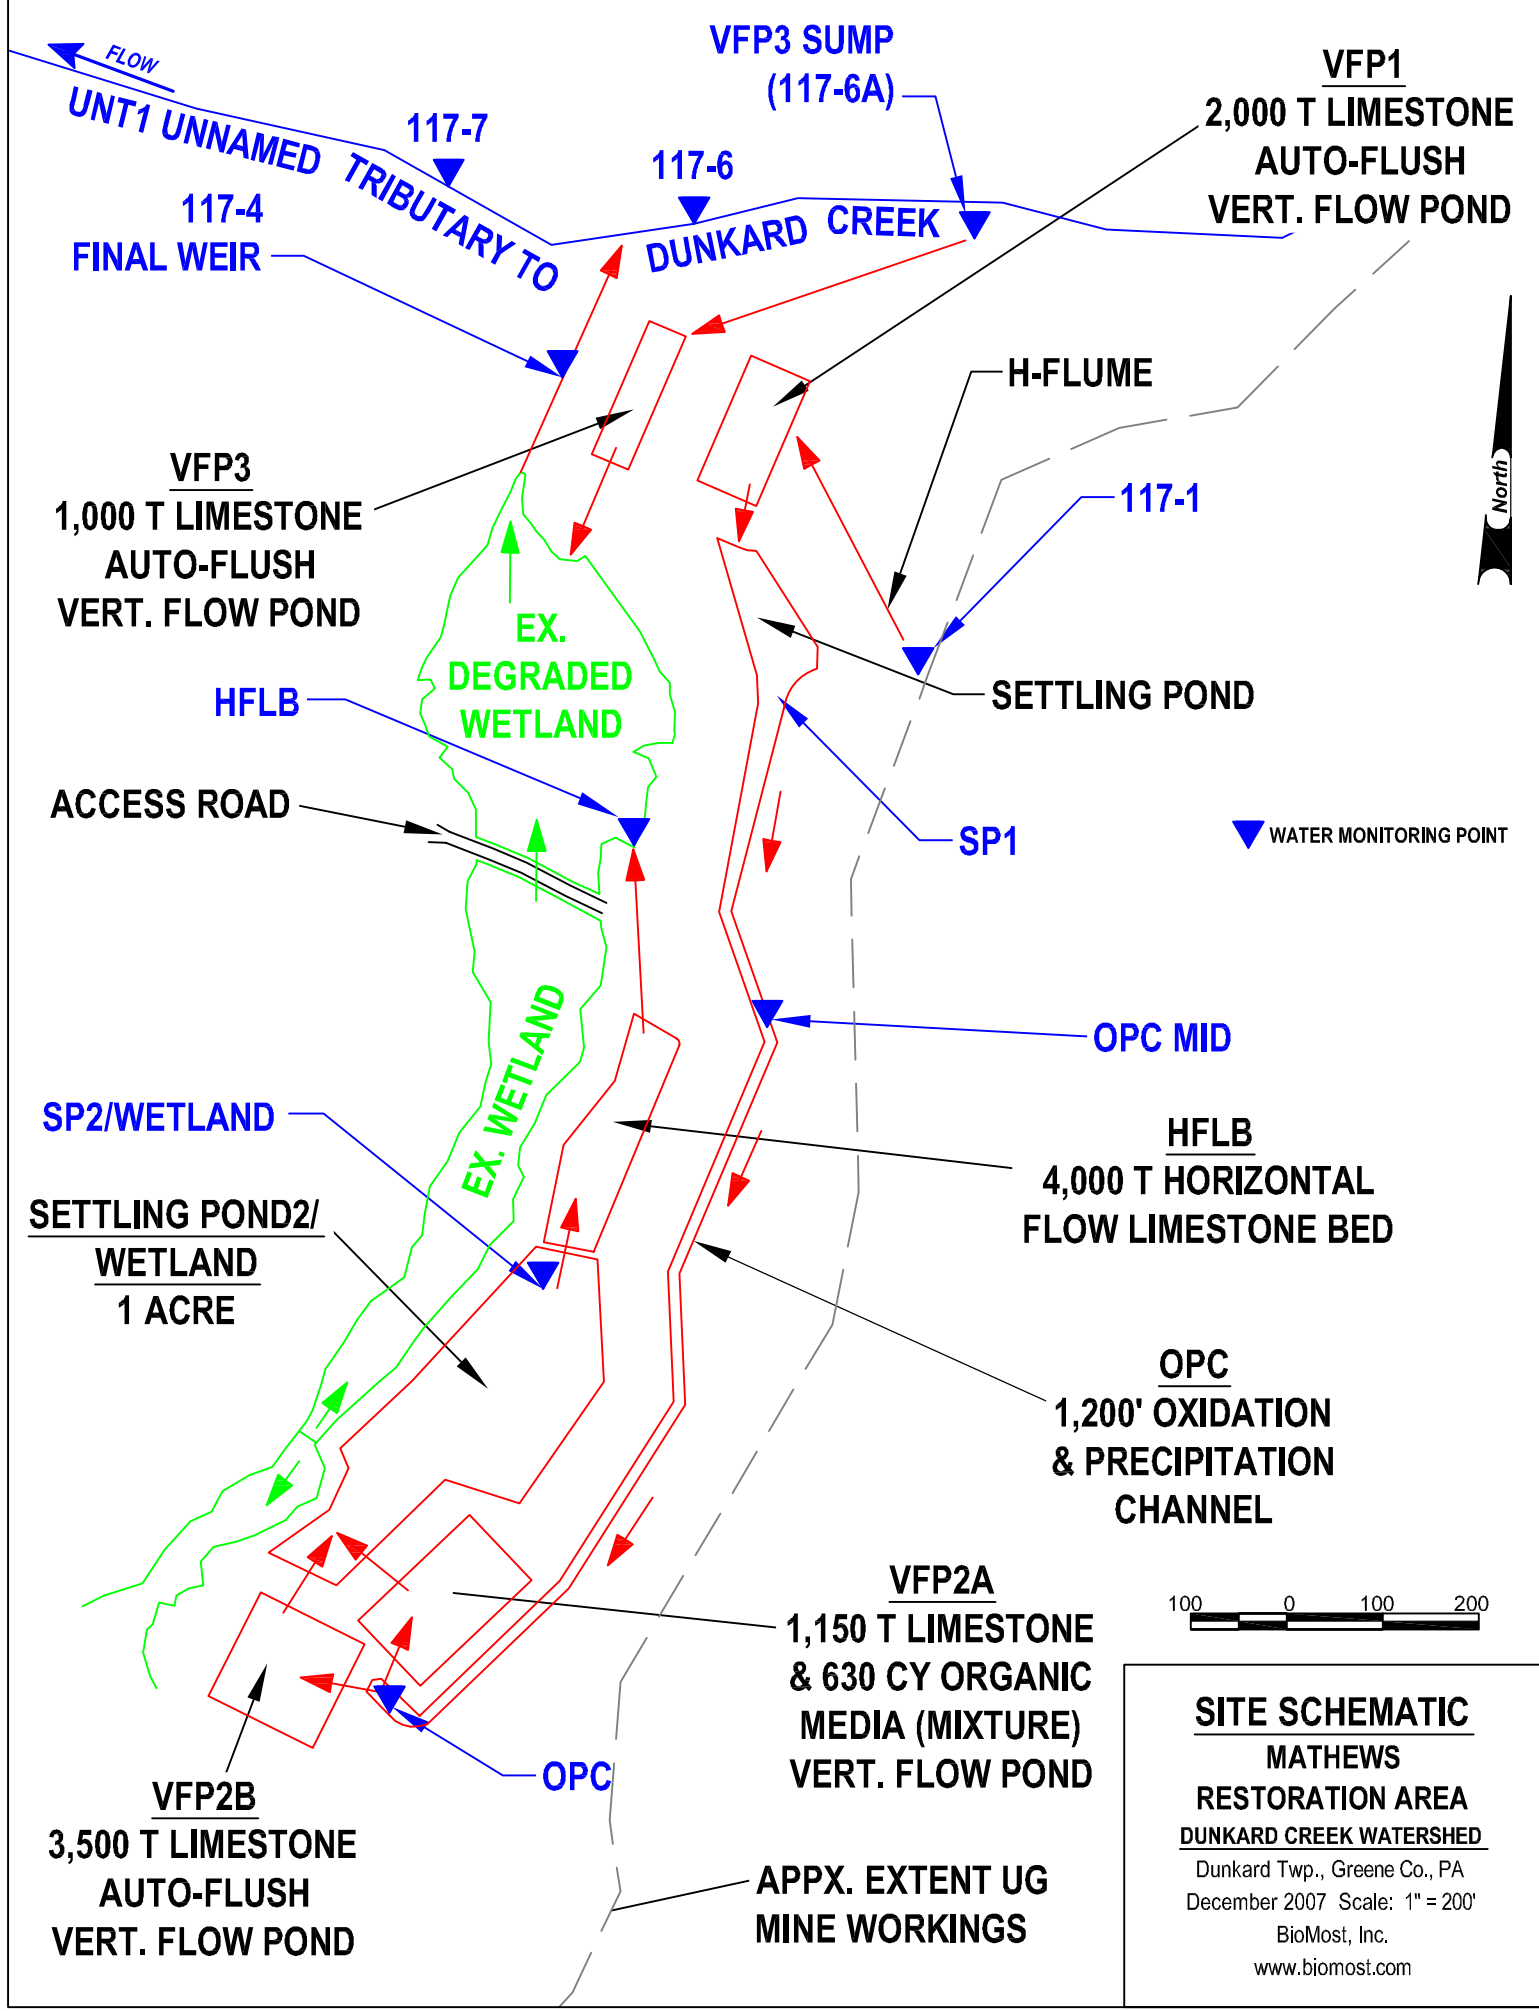 FLOW
UNT1 UNNAMED TRIBUTARY TO DUNKARD CREEK
VFP3 SUMP
(117-6A)
117-7
117-6
117-4
FINAL WEIR
VFP1
2,000 T LIMESTONE
AUTO-FLUSH
VERT. FLOW POND
H-FLUME
North
VFP3
1,000 T LIMESTONE
AUTO-FLUSH
VERT. FLOW POND
117-1
EX.
DEGRADED
WETLAND
HFLB
SETTLING POND
ACCESS ROAD
SP1
WATER MONITORING POINT
EX. WETLAND
OPC MID
SP2/WETLAND
HFLB
4,000 T HORIZONTAL
FLOW LIMESTONE BED
SETTLING POND2/
WETLAND
1 ACRE
OPC
1,200' OXIDATION
& PRECIPITATION
CHANNEL
VFP2A
1,150 T LIMESTONE
& 630 CY ORGANIC
MEDIA (MIXTURE)
VERT. FLOW POND
100 0 100 200
OPC
VFP2B
3,500 T LIMESTONE
AUTO-FLUSH
VERT. FLOW POND
APPX. EXTENT UG
MINE WORKINGS
SITE SCHEMATIC
MATHEWS
RESTORATION AREA
DUNKARD CREEK WATERSHED
Dunkard Twp., Greene Co., PA
December 2007 Scale: 1" = 200'
BioMost, Inc.
www.biomost.com